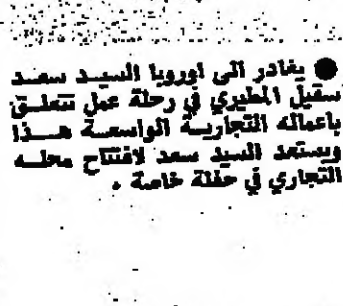 ● يغادر الى اوروبا السيد سعد
سقيل المطيري في رحلة عمل تتعلق
باعماله التجارية الواسعة هذا
ويستعد السيد سعد لافتتاح محله
التجاري في حفلة خاصة .